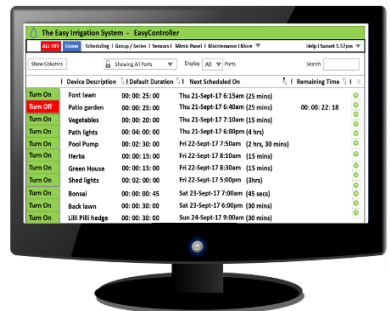 The Easy Irrigation System - EasyController
ALL OFF Home Scheduling I Group / Series I Sensors I Mimic Panel I Maintenance I More Help I Sunset 5.52pm
Show Columns Showing All Ports Display All Ports Search
I Device Description I Default Duration I Next Scheduled On I Remaining Time I
Turn On Font lawn 00: 00: 25: 00 Thu 21-Sept-17 6:15am (25 mins)
Turn Off Patio garden 00: 00: 25: 00 Thu 21-Sept-17 6:40am (25 mins) 00: 00: 22: 18
Turn On Vegetables 00: 00: 20: 00 Thu 21-Sept-17 7:10am (25 mins)
Turn On Path lights 00: 04: 00: 00 Thu 21-Sept-17 6:00pm (4 hrs)
Turn On Pool Pump 00: 02: 30: 00 Fri 22-Sept-17 7:50am (2 hrs, 30 mins)
Turn On Herbs 00: 00: 15: 00 Fri 22-Sept-17 8:10am (15 mins)
Turn On Green House 00: 00: 15: 00 Fri 22-Sept-17 8:10am (15 mins)
Turn On Shed lights 00: 02: 00: 00 Fri 22-Sept-17 5:00pm (3hrs)
Turn On Bonsai 00: 00: 00: 45 Sat 23-Sept-17 7:00am (45 secs)
Turn On Back lawn 00: 00: 30: 00 Sat 23-Sept-17 6:00pm (30 mins)
Turn On Lilli Pilli hedge 00: 00: 30: 00 Sun 24-Sept-17 9:00am (30 mins)